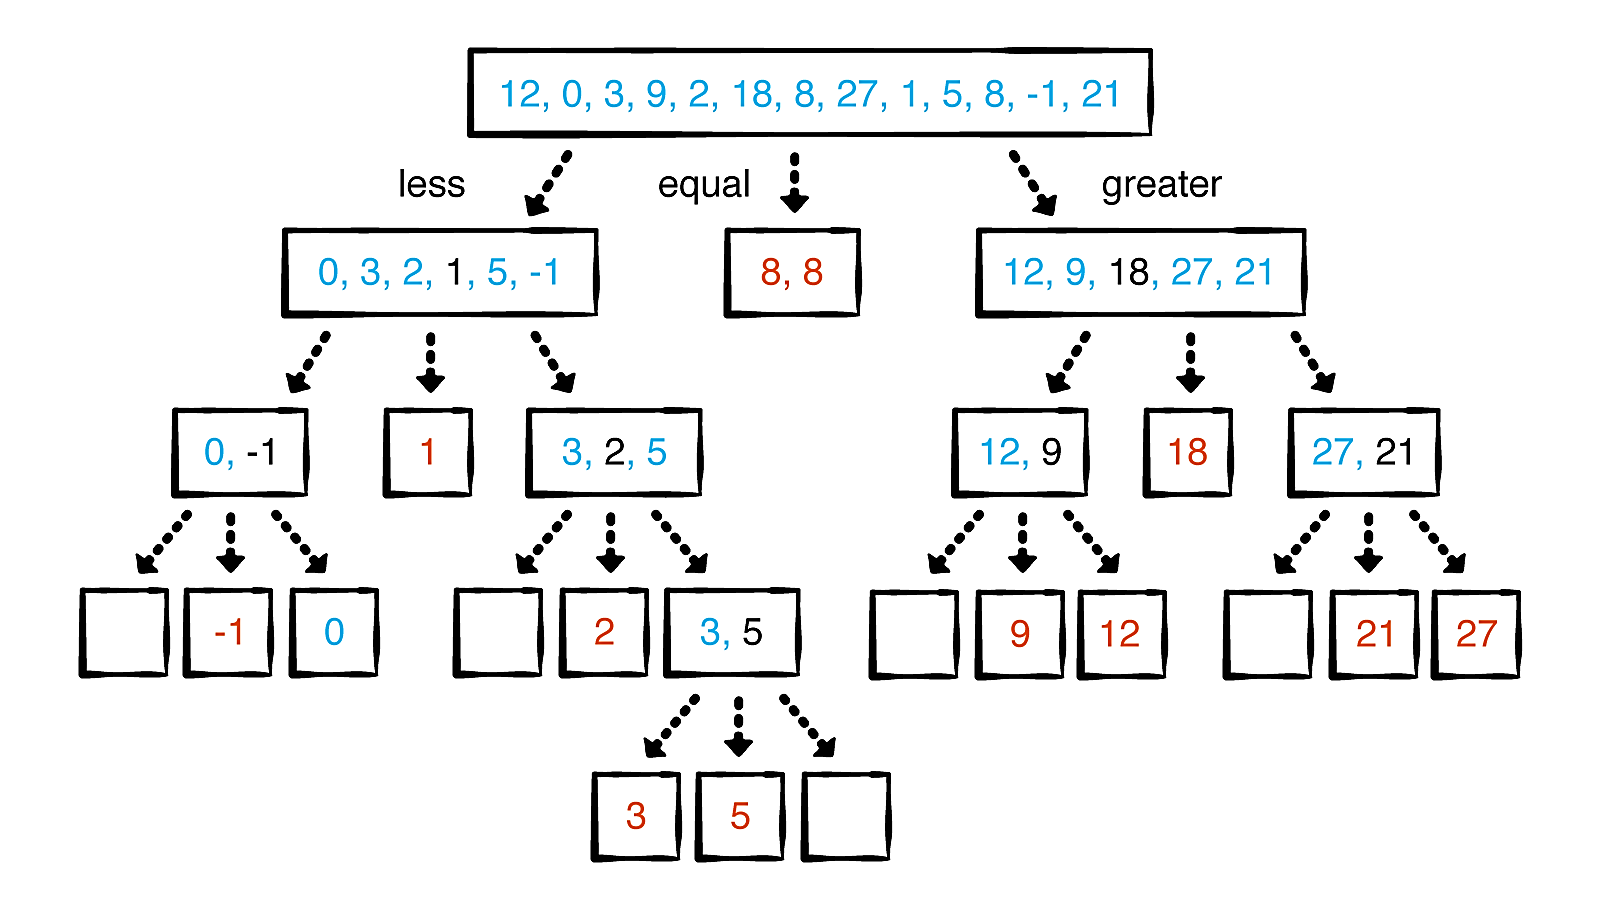 12, 0, 3, 9, 2, 18, 8, 27, 1, 5, 8, -1, 21
less
equal
greater
0, 3, 2, 1, 5, -1
8, 8
12, 9, 18, 27, 21
0, -1
1
3, 2, 5
12, 9
18
27, 21
-1
0
2
3, 5
9
12
21
27
3
5